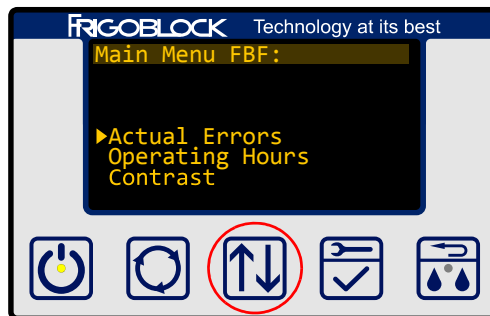 FRIGOBLOCK Technology at its best
Main Menu FBF:
Actual Errors
Operating Hours
Contrast